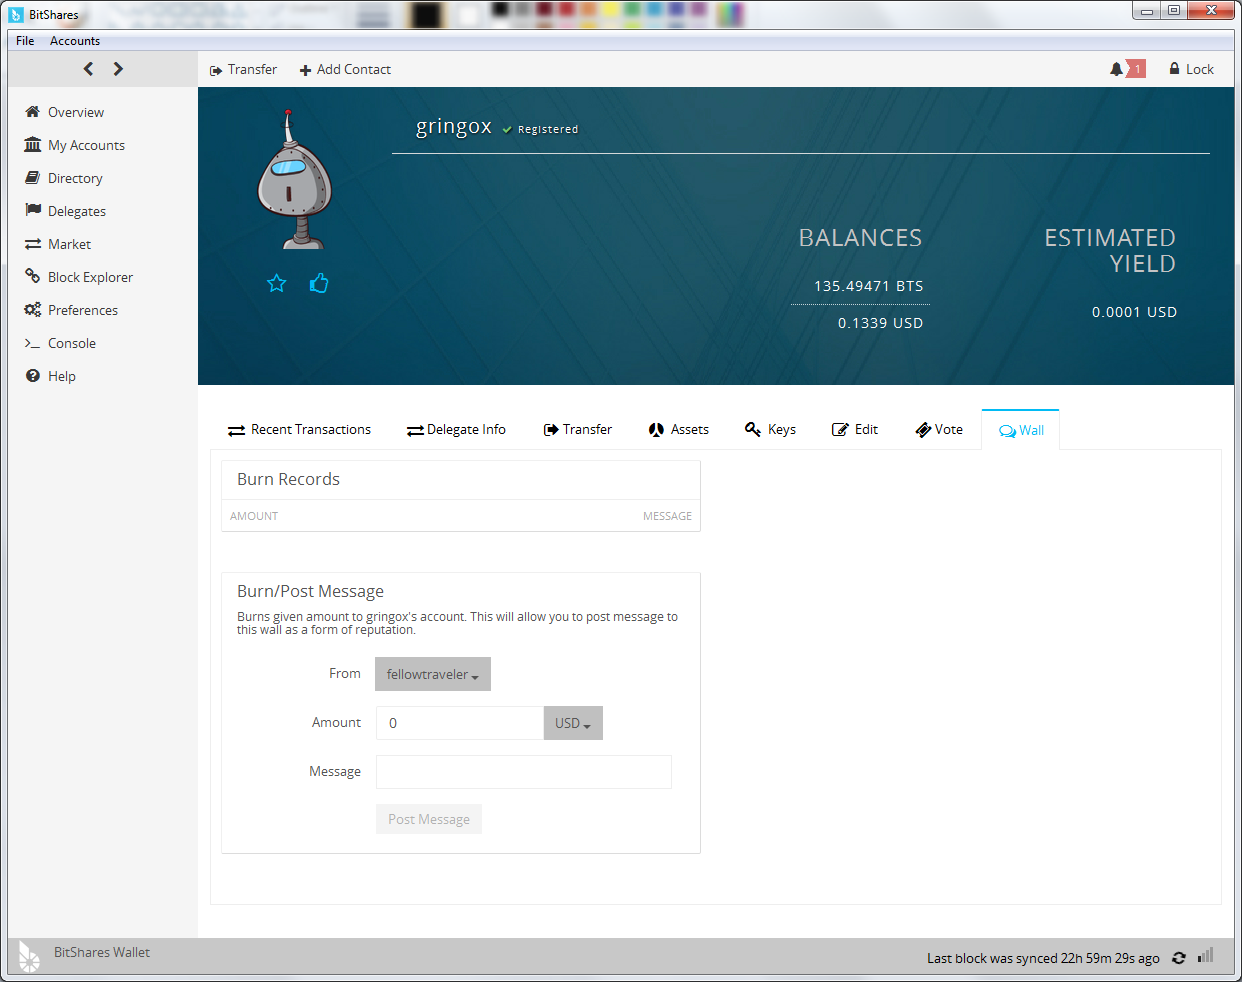 BitShares
File Accounts
Transfer Add Contact 1 Lock
Overview
My Accounts
Directory
Delegates
Market
Block Explorer
Preferences
Console
Help
gringox Registered
BALANCES
135.49471 BTS
0.1339 USD
ESTIMATED
YIELD
0.0001 USD
Recent Transactions Delegate Info Transfer Assets Keys Edit Vote Wall
Burn Records
AMOUNT MESSAGE
Burn/Post Message
Burns given amount to gringox's account. This will allow you to post message to
this wall as a form of reputation.
From fellowtraveler
Amount 0 USD
Message
Post Message
BitShares Wallet
Last block was synced 22h 59m 29s ago